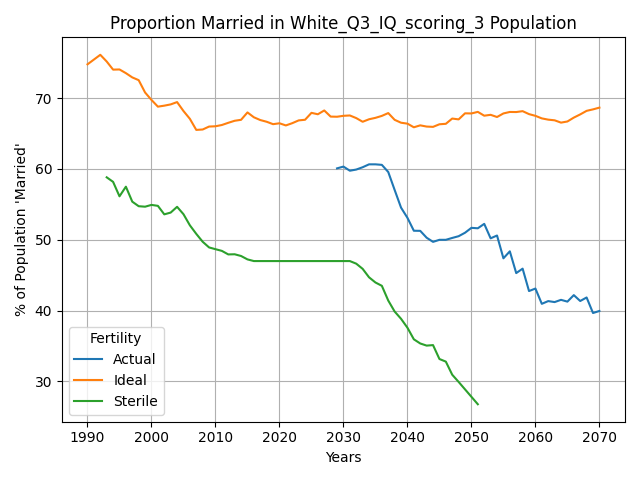 Proportion Married in White_Q3_IQ_scoring_3 Population
% of Population 'Married'
70
60
50
40
30
Fertility
Actual
Ideal
Sterile
1990 2000 2010 2020 2030 2040 2050 2060 2070
Years